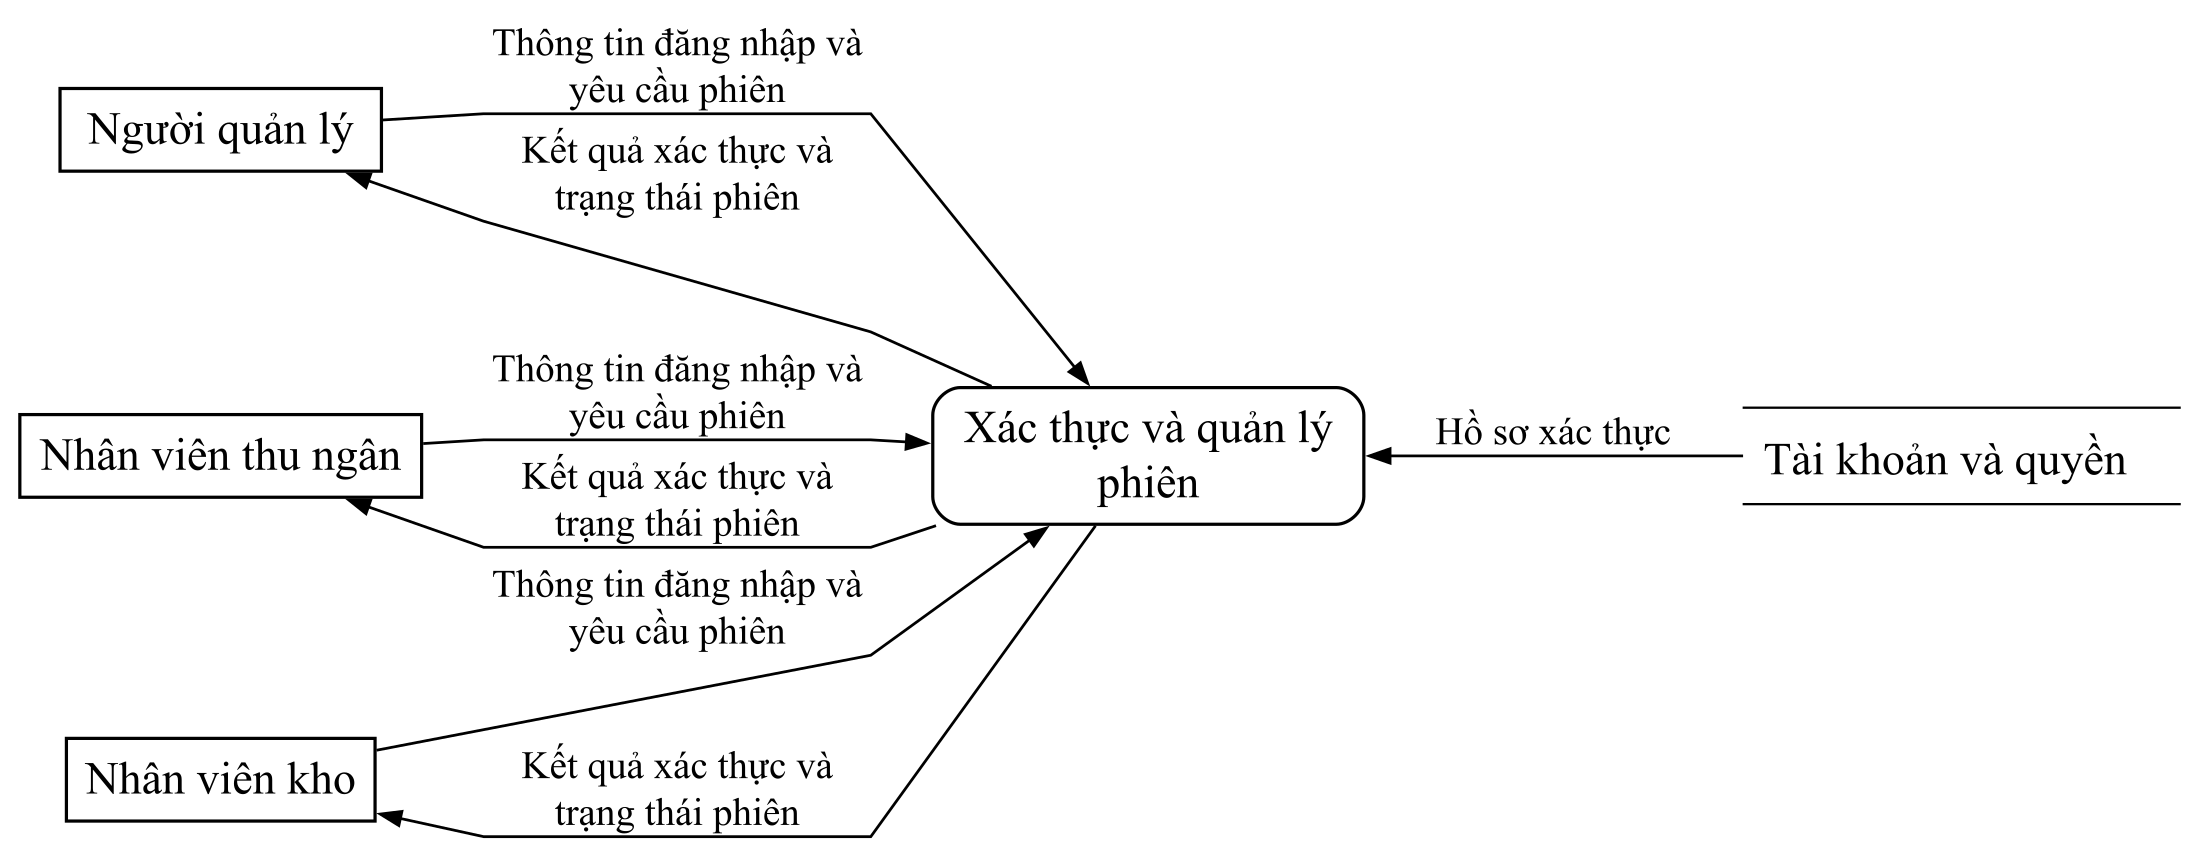 Thông tin đăng nhập và
yêu cầu phiên
Người quản lý
Kết quả xác thực và
trạng thái phiên
Thông tin đăng nhập và
yêu cầu phiên
Nhân viên thu ngân
Kết quả xác thực và
trạng thái phiên
Xác thực và quản lý
phiên
Hồ sơ xác thực
Tài khoản và quyền
Thông tin đăng nhập và
yêu cầu phiên
Nhân viên kho
Kết quả xác thực và
trạng thái phiên